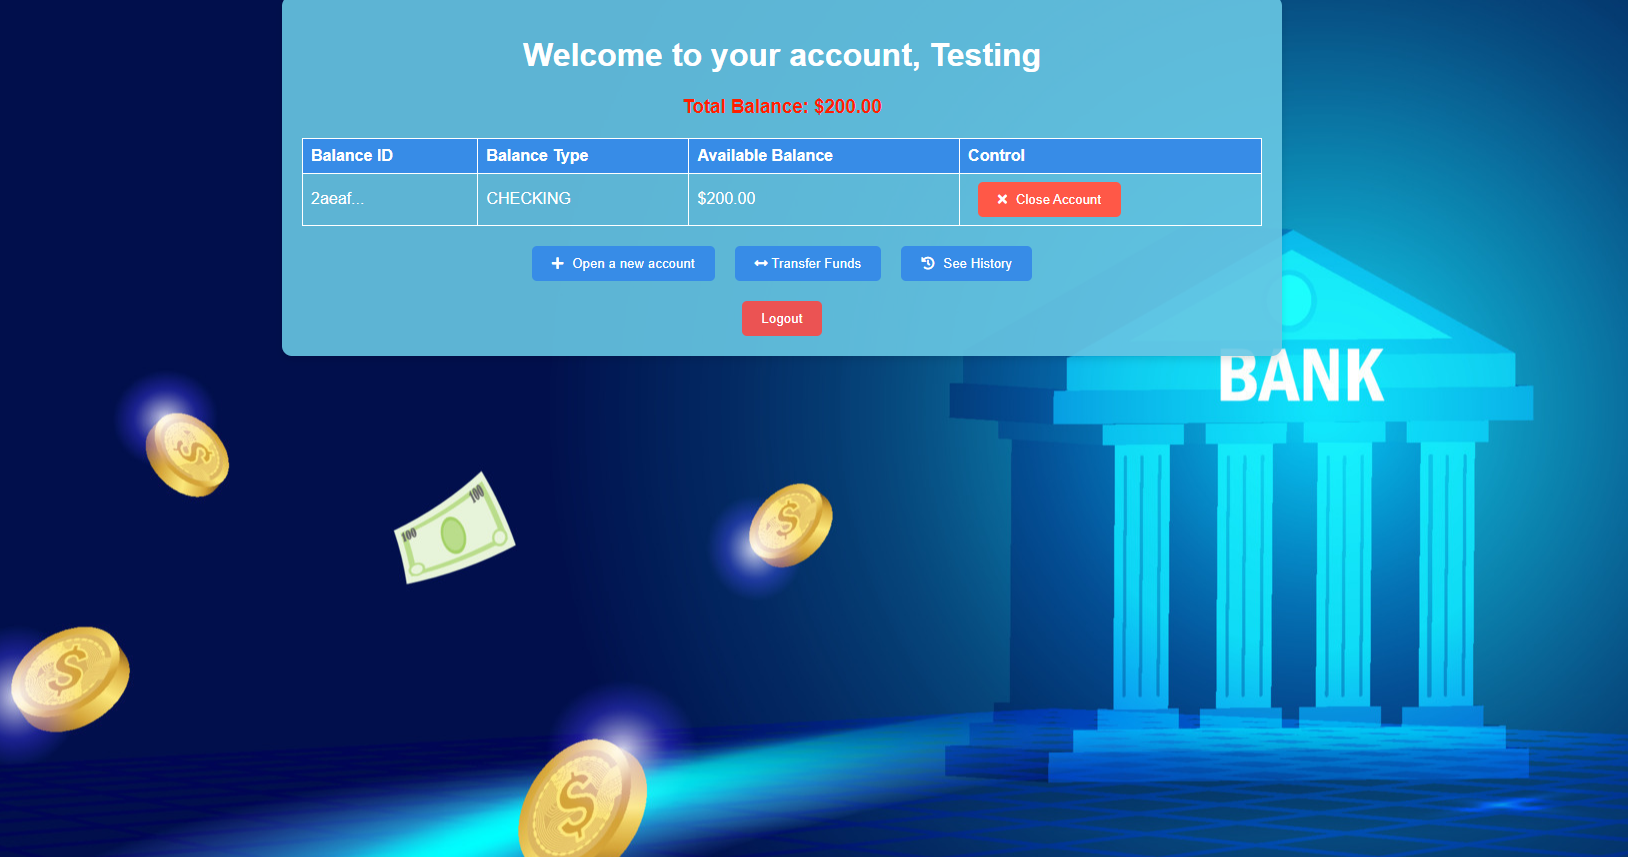 Welcome to your account, Testing
Total Balance: $200.00
Balance ID Balance Type Available Balance Control
2aeaf... CHECKING $200.00 Close Account
Open a new account Transfer Funds See History
Logout
BANK
100 100